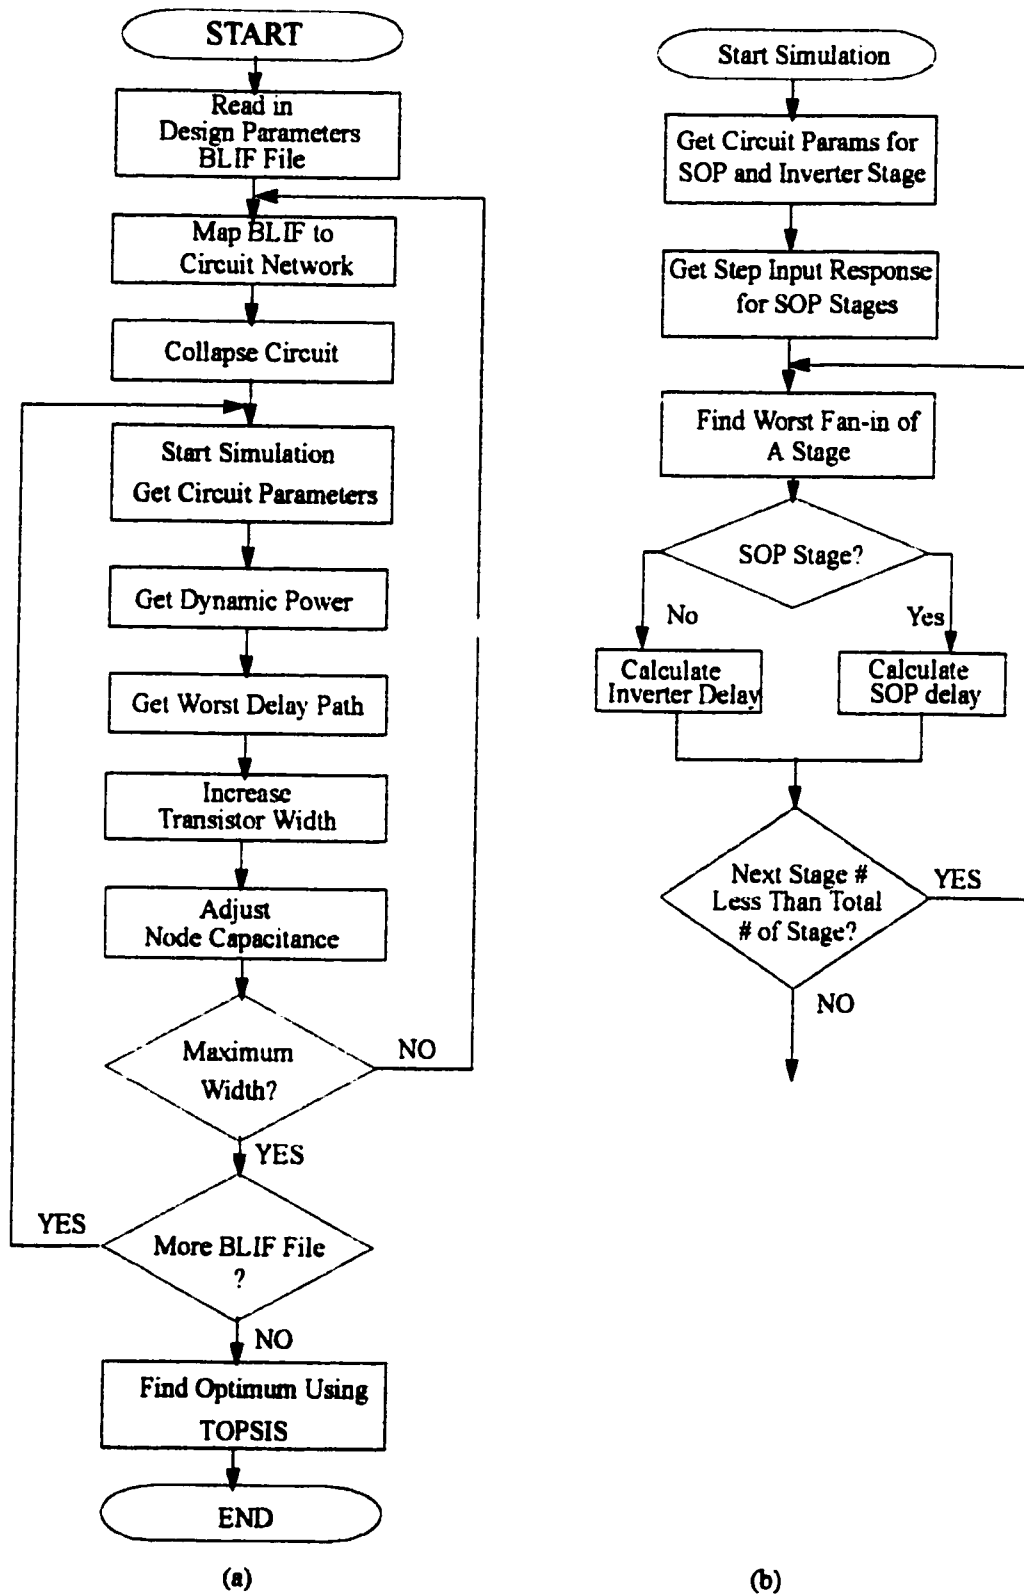 START
Read in
Design Parameters
BLIF File
Map BLIF to
Circuit Network
Collapse Circuit
Start Simulation
Get Circuit Parameters
Get Dynamic Power
Get Worst Delay Path
Increase
Transistor Width
Adjust
Node Capacitance
Maximum
Width?
NO
YES
More BLIF File
?
YES
NO
Find Optimum Using
TOPSIS
END
(a)
Start Simulation
Get Circuit Params for
SOP and Inverter Stage
Get Step Input Response
for SOP Stages
Find Worst Fan-in of
A Stage
SOP Stage?
No
Yes
Calculate
Inverter Delay
Calculate
SOP delay
Next Stage #
Less Than Total
# of Stage?
YES
NO
(b)